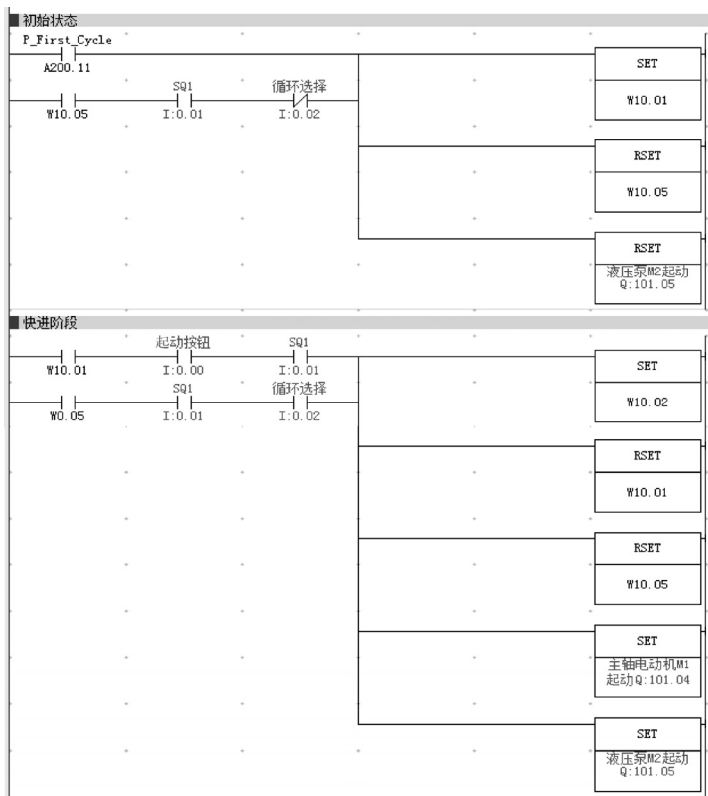 初始状态
P_First_Cycle
A200.11
SET
W10.01
SQ1
循环选择
W10.05
I:0.01
I:0.02
RSET
W10.05
RSET
液压泵M2起动
Q:101.05
快进阶段
起动按钮
SQ1
W10.01
I:0.00
I:0.01
SET
W10.02
SQ1
循环选择
W0.05
I:0.01
I:0.02
RSET
W10.01
RSET
W10.05
SET
主轴电动机M1
起动Q:101.04
SET
液压泵M2起动
Q:101.05